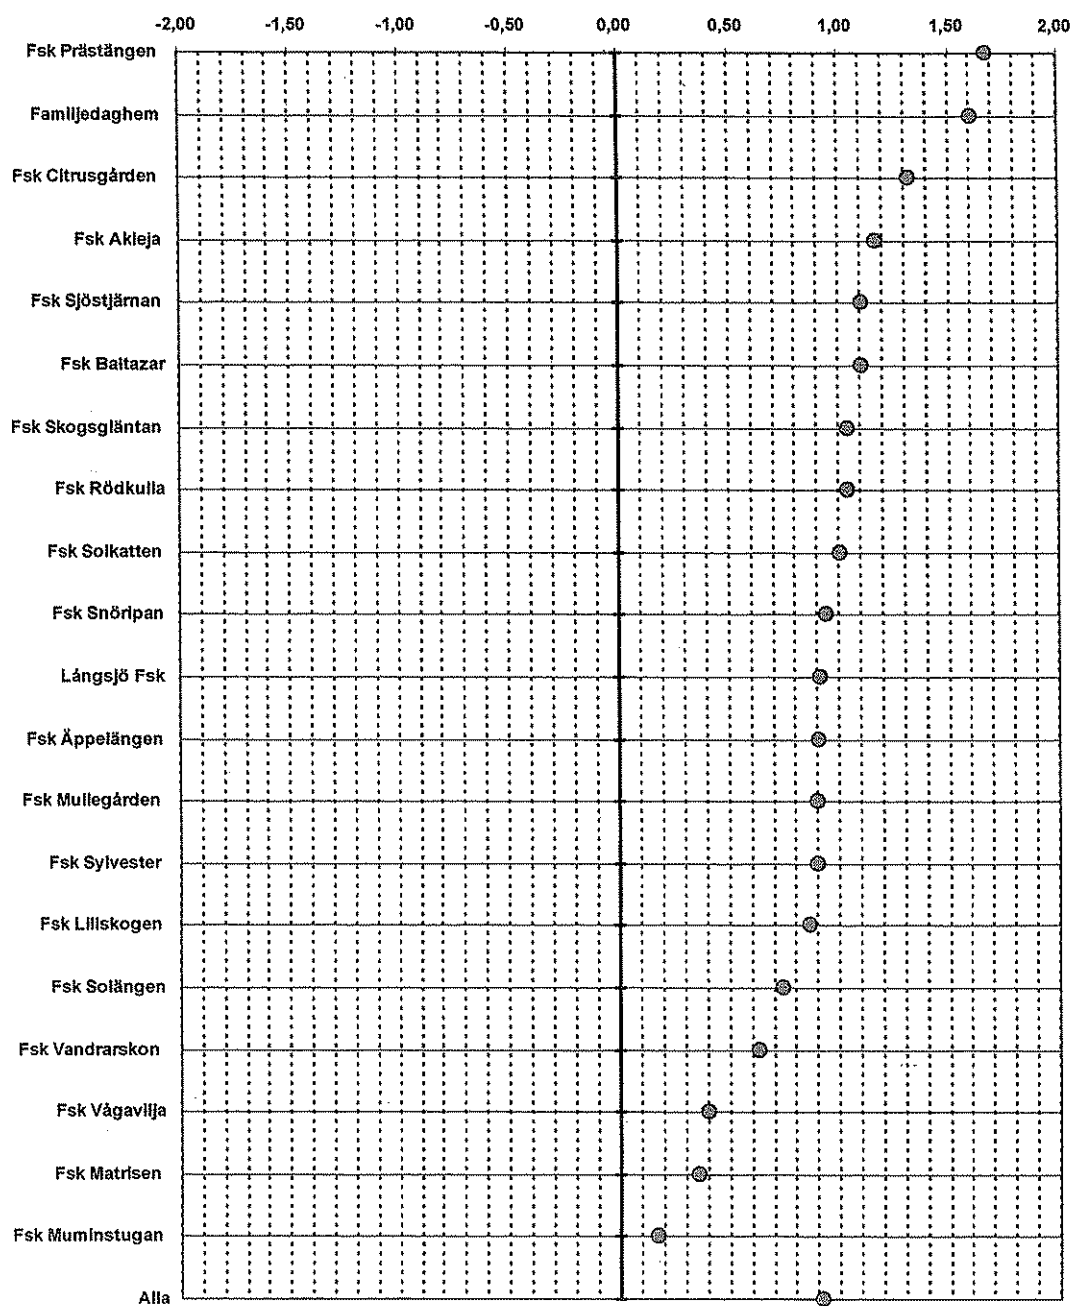 -2,00 -1,50 -1,00 -0,50 0,00 0,50 1,00 1,50 2,00
Fsk Prästängen
Familjedaghem
Fsk Citrusgården
Fsk Akleja
Fsk Sjöstjärnan
Fsk Baltazar
Fsk Skogsgläntan
Fsk Rödkulla
Fsk Solkatten
Fsk Snöripan
Långsjö Fsk
Fsk Äppelängen
Fsk Mullegården
Fsk Sylvester
Fsk Lillskogen
Fsk Solängen
Fsk Vandrarskon
Fsk Vågavilja
Fsk Matrisen
Fsk Muminstugan
Alla